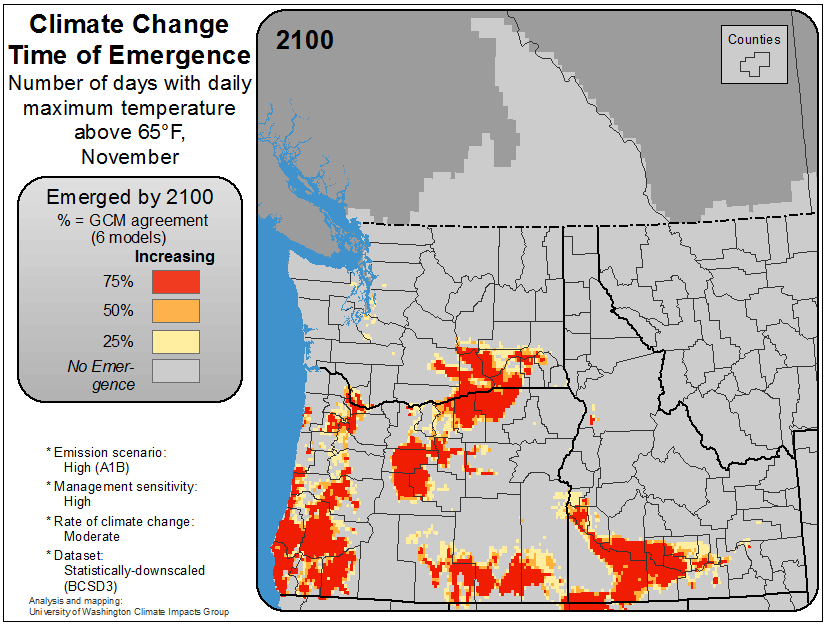 Climate Change
Time of Emergence
Number of days with daily
maximum temperature
above 65°F,
November
Emerged by 2100
% = GCM agreement
(6 models)
Increasing
75%
50%
25%
No Emer-
gence
* Emission scenario:
High (A1B)
* Management sensitivity:
High
* Rate of climate change:
Moderate
* Dataset:
Statistically-downscaled
(BCSD3)
Analysis and mapping:
University of Washington Climate Impacts Group
2100
Counties